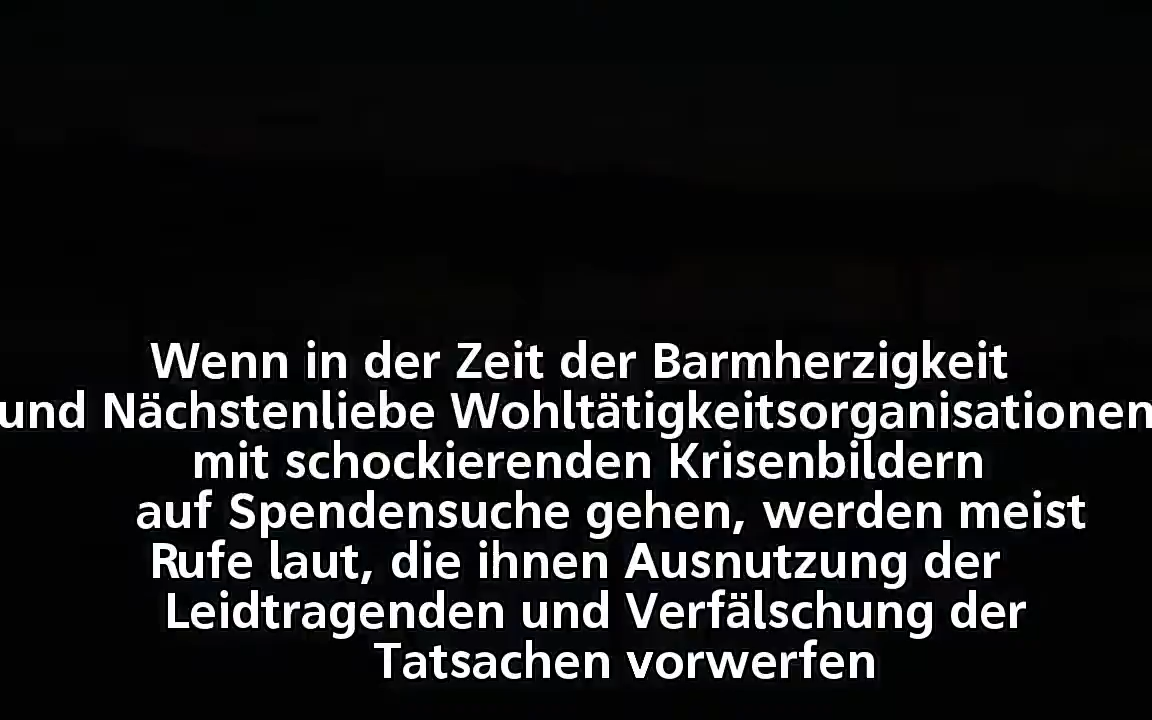 Wenn in der Zeit der Barmherzigkeit
und Nächstenliebe Wohltätigkeitsorganisationen
mit schockierenden Krisenbildern
auf Spendensuche gehen, werden meist
Rufe laut, die ihnen Ausnutzung der
Leidtragenden und Verfälschung der
Tatsachen vorwerfen